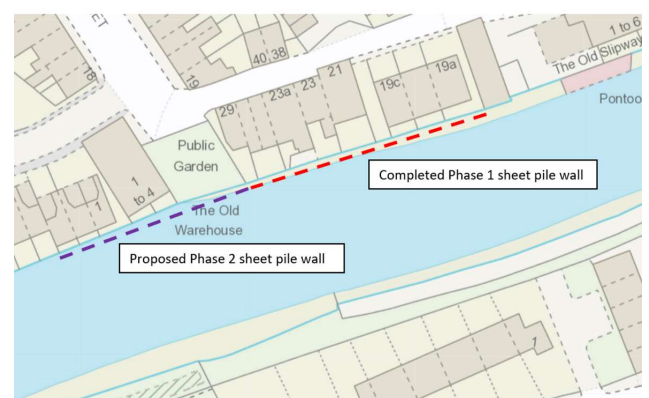 ET
18
19
40, 38
29
23a
23
21
19c
19a
1 to 6
The Old Slipway
Pontoo
Public
Garden
Completed Phase 1 sheet pile wall
1
1
to 4
The Old
Warehouse
Proposed Phase 2 sheet pile wall
1